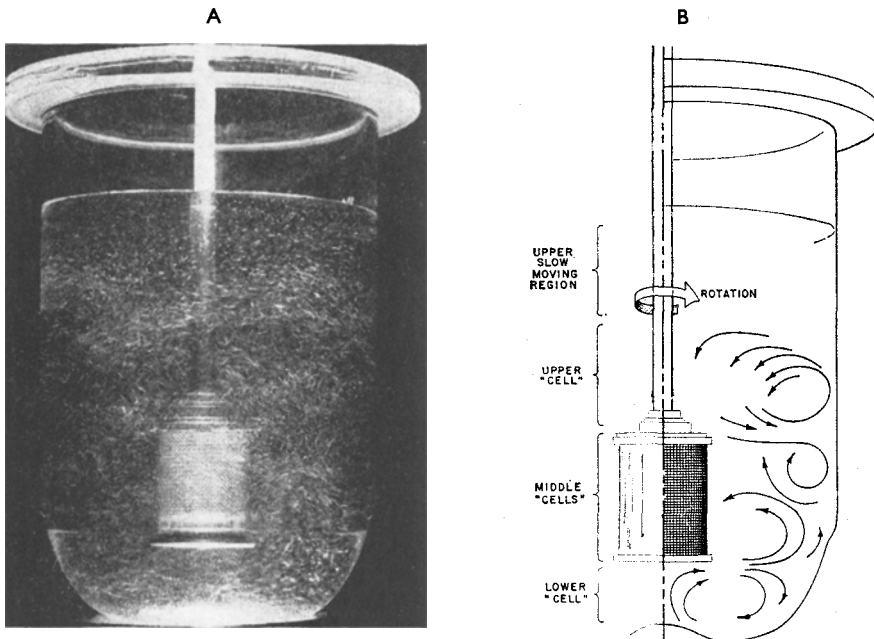 A
B
UPPER
SLOW
MOVING
REGION
ROTATION
UPPER
"CELL"
MIDDLE
"CELLS"
LOWER
"CELL"